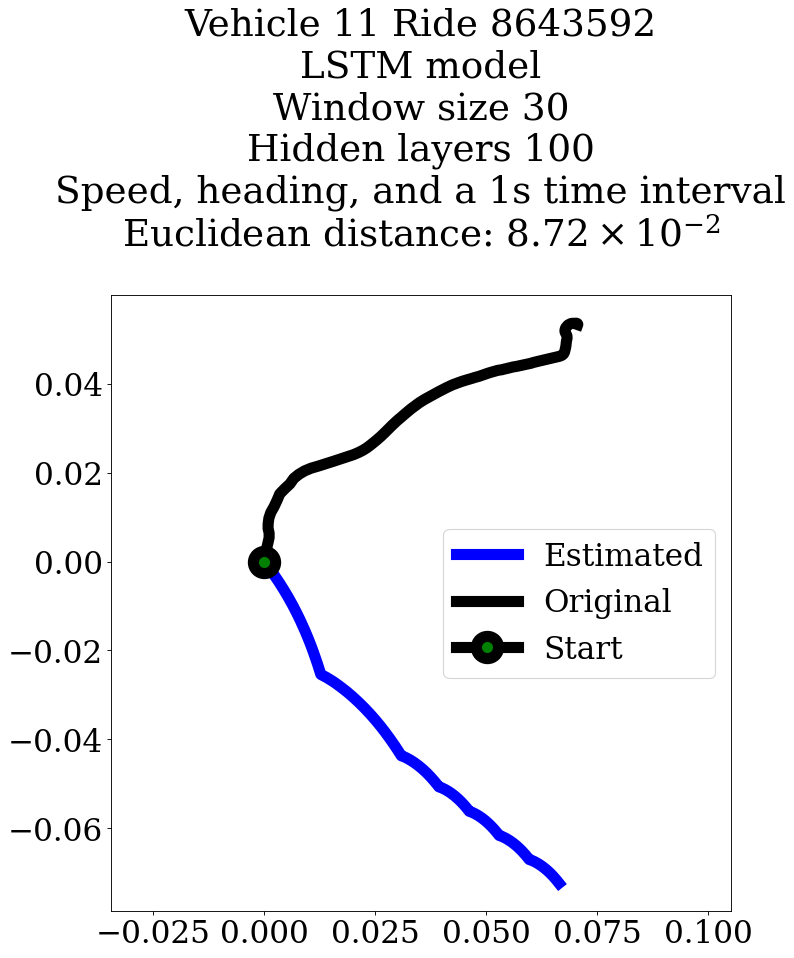 Vehicle 11 Ride 8643592
LSTM model
Window size 30
Hidden layers 100
Speed, heading, and a 1s time interval
Euclidean distance: 8.72 × 10⁻²
0.04
0.02
0.00
−0.02
−0.04
−0.06
Estimated
Original
Start
−0.025 0.000 0.025 0.050 0.075 0.100